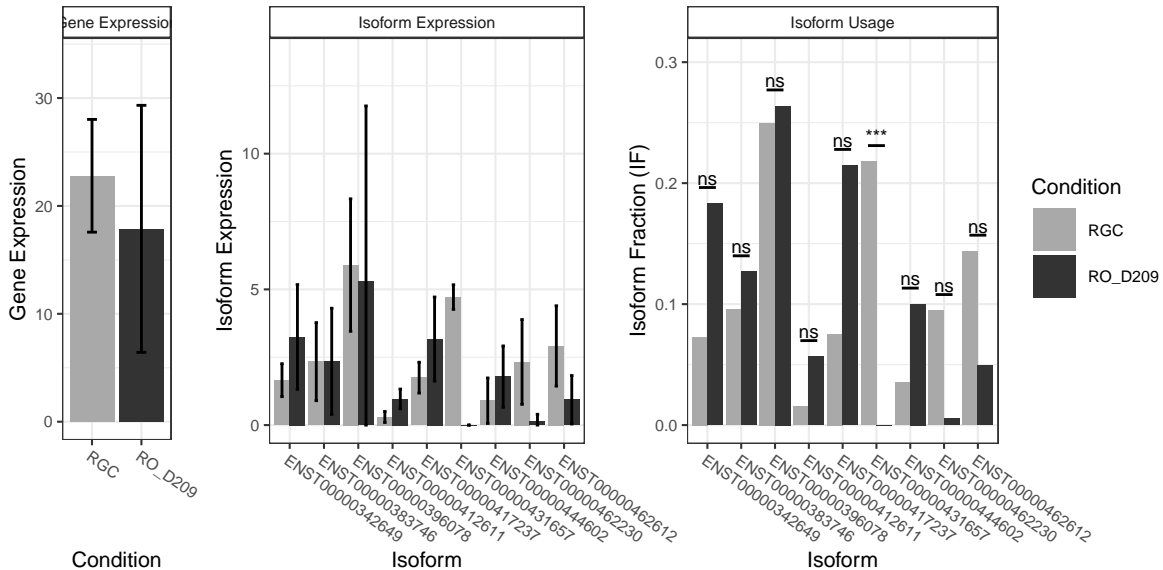 Gene Expression
Isoform Expression
Isoform Usage
Gene Expression
30
20
10
0
RGC
RO_D209
Condition
Isoform Expression
10
5
0
ENST00000342649
ENST00000383746
ENST00000396078
ENST00000412611
ENST00000417237
ENST00000431657
ENST00000444602
ENST00000462230
ENST00000462612
Isoform
Isoform Fraction (IF)
0.3
0.2
0.1
0.0
ns
ns
ns
ns
ns
***
ns
ns
ns
ENST00000342649
ENST00000383746
ENST00000396078
ENST00000412611
ENST00000417237
ENST00000431657
ENST00000444602
ENST00000462230
ENST00000462612
Isoform
Condition
RGC
RO_D209